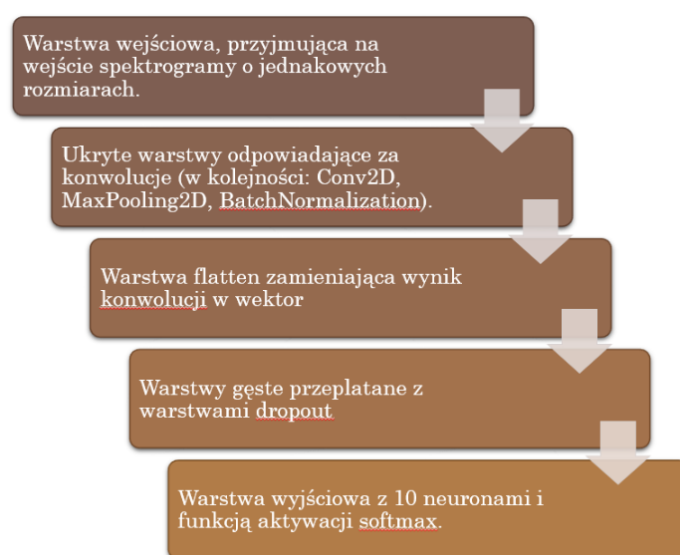 Warstwa wejściowa, przyjmująca na
wejście spektrogramy o jednakowych
rozmiarach.
Ukryte warstwy odpowiadające za
konwolucje (w kolejności: Conv2D,
MaxPooling2D, BatchNormalization).
Warstwa flatten zamieniająca wynik
konwolucji w wektor
Warstwy gęste przeplatane z
warstwami dropout
Warstwa wyjściowa z 10 neuronami i
funkcją aktywacji softmax.